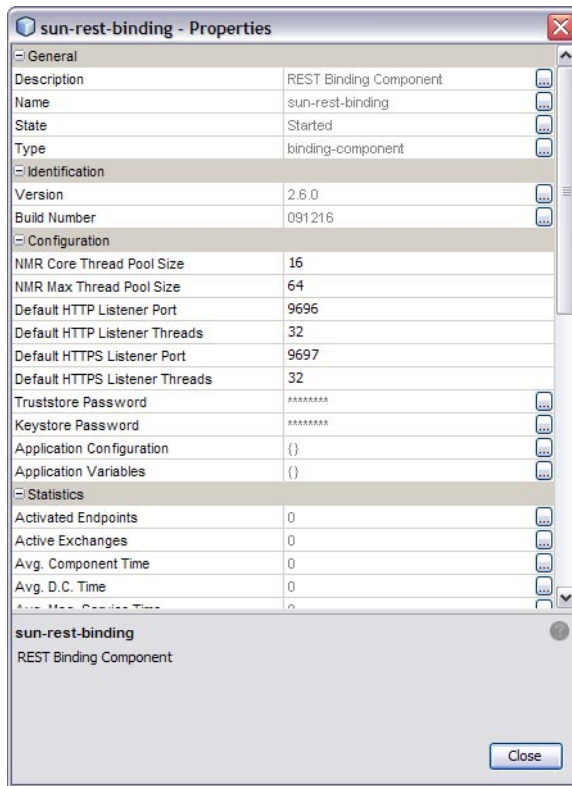 sun-rest-binding - Properties
General
Description REST Binding Component ...
Name sun-rest-binding ...
State Started ...
Type binding-component ...
Identification
Version 2.6.0 ...
Build Number 091216 ...
Configuration
NMR Core Thread Pool Size 16
NMR Max Thread Pool Size 64
Default HTTP Listener Port 9696
Default HTTP Listener Threads 32
Default HTTPS Listener Port 9697
Default HTTPS Listener Threads 32
Truststore Password ******** ...
Keystore Password ******** ...
Application Configuration {} ...
Application Variables {} ...
Statistics
Activated Endpoints 0 ...
Active Exchanges 0 ...
Avg. Component Time 0 ...
Avg. D.C. Time 0 ...
sun-rest-binding ?
REST Binding Component
Close